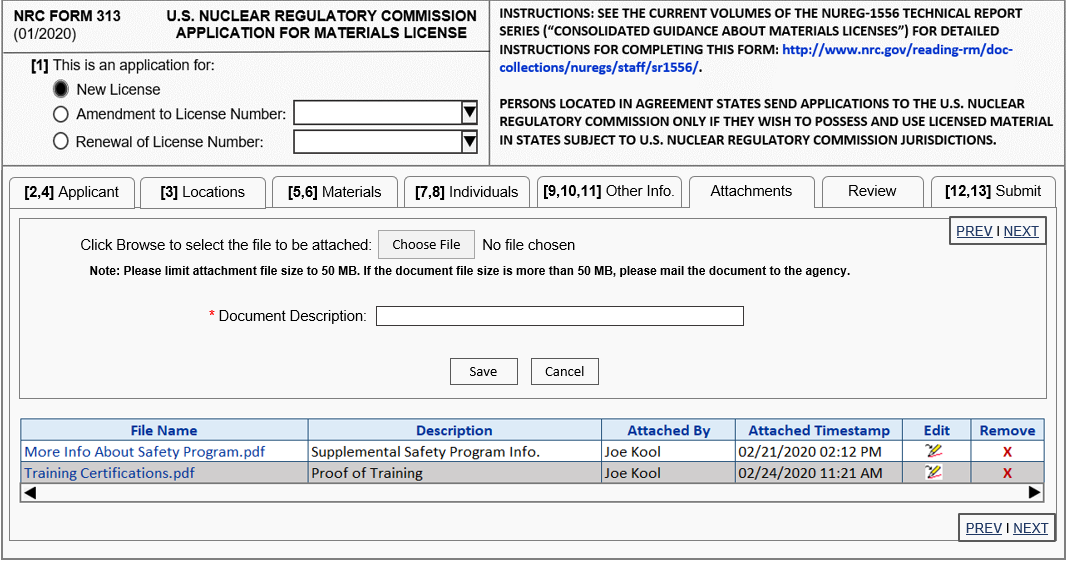 NRC FORM 313
(01/2020)
U.S. NUCLEAR REGULATORY COMMISSION
APPLICATION FOR MATERIALS LICENSE
[1] This is an application for:
New License
Amendment to License Number:
Renewal of License Number:
INSTRUCTIONS: SEE THE CURRENT VOLUMES OF THE NUREG-1556 TECHNICAL REPORT
SERIES (“CONSOLIDATED GUIDANCE ABOUT MATERIALS LICENSES”) FOR DETAILED
INSTRUCTIONS FOR COMPLETING THIS FORM: http://www.nrc.gov/reading-rm/doc-
collections/nuregs/staff/sr1556/.
PERSONS LOCATED IN AGREEMENT STATES SEND APPLICATIONS TO THE U.S. NUCLEAR
REGULATORY COMMISSION ONLY IF THEY WISH TO POSSESS AND USE LICENSED MATERIAL
IN STATES SUBJECT TO U.S. NUCLEAR REGULATORY COMMISSION JURISDICTIONS.
[2,4] Applicant [3] Locations [5,6] Materials [7,8] Individuals [9,10,11] Other Info. Attachments Review [12,13] Submit
PREV I NEXT
Click Browse to select the file to be attached: Choose File No file chosen
Note: Please limit attachment file size to 50 MB. If the document file size is more than 50 MB, please mail the document to the agency.
* Document Description:
Save Cancel
File Name Description Attached By Attached Timestamp Edit Remove
More Info About Safety Program.pdf Supplemental Safety Program Info. Joe Kool 02/21/2020 02:12 PM X
Training Certifications.pdf Proof of Training Joe Kool 02/24/2020 11:21 AM X
PREV I NEXT